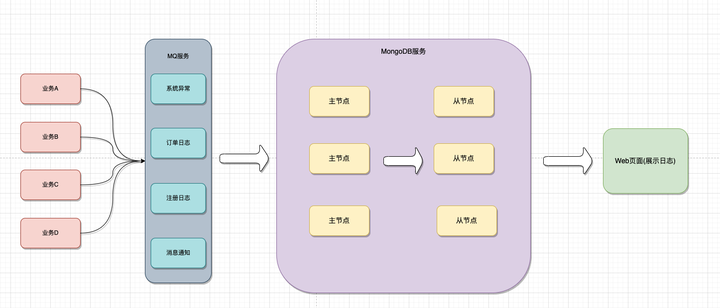 业务A
业务B
业务C
业务D
MQ服务
系统异常
订单日志
注册日志
消息通知
MongoDB服务
主节点
从节点
主节点
从节点
主节点
从节点
Web页面(展示日志)